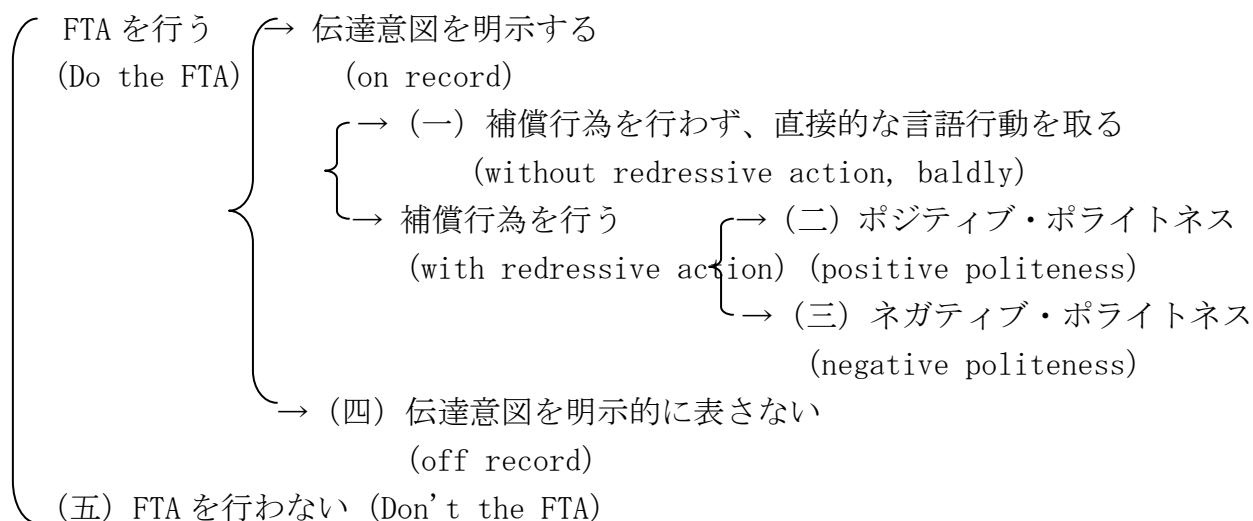 FTA を行う → 伝達意図を明示する
(Do the FTA) (on record)
→ (一) 補償行為を行わず、直接的な言語行動を取る
(without redressive action, baldly)
→ 補償行為を行う → (二) ポジティブ・ポライトネス
(with redressive action) (positive politeness)
→ (三) ネガティブ・ポライトネス
(negative politeness)
→ (四) 伝達意図を明示的に表さない
(off record)
(五) FTA を行わない (Don't the FTA)